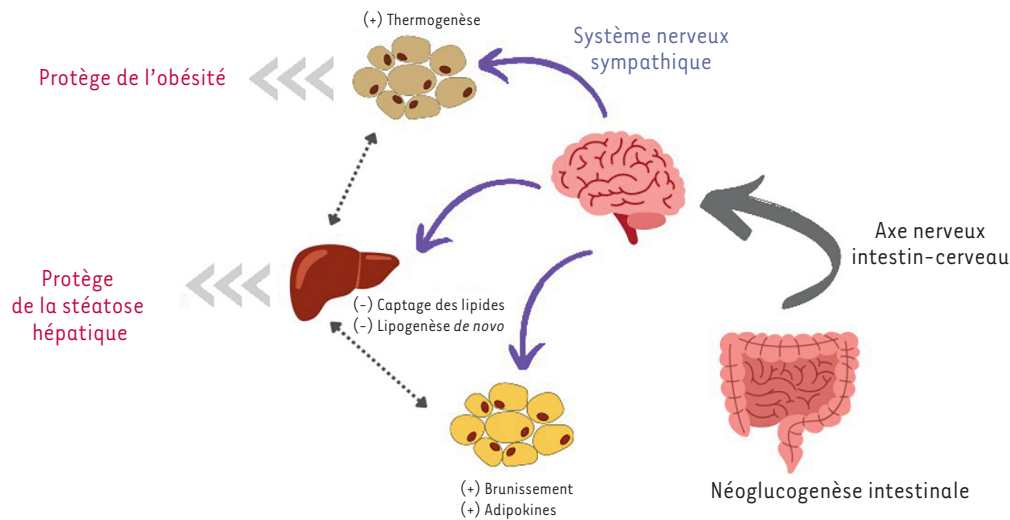 (+) Thermogenèse
Système nerveux
sympathique
Protège de l'obésité
Axe nerveux
intestin-cerveau
Protège
de la stéatose
hépatique
(-) Captage des lipides
(-) Lipogenèse de novo
(+) Brunissement
(+) Adipokines
Néoglucogenèse intestinale